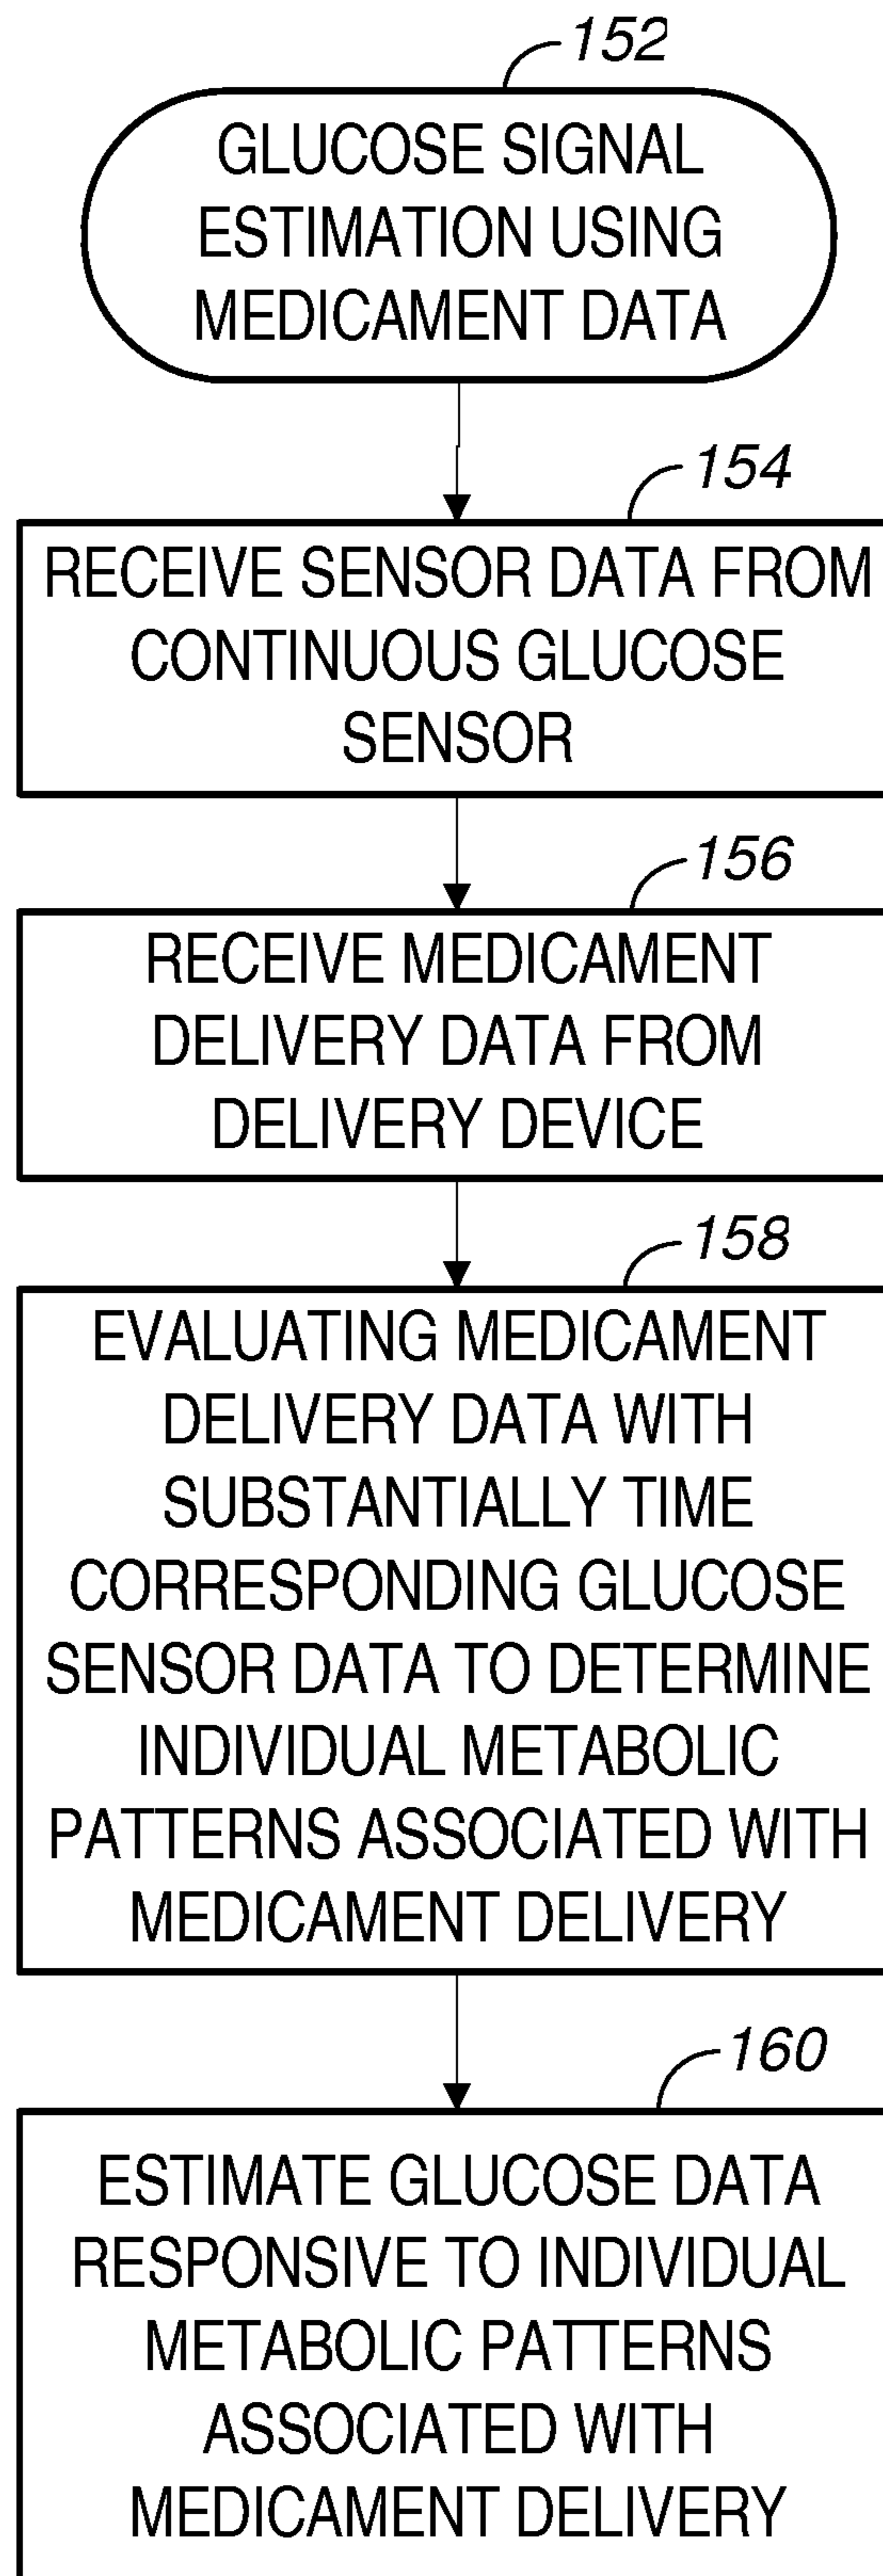 152
GLUCOSE SIGNAL
ESTIMATION USING
MEDICAMENT DATA
154
RECEIVE SENSOR DATA FROM
CONTINUOUS GLUCOSE
SENSOR
156
RECEIVE MEDICAMENT
DELIVERY DATA FROM
DELIVERY DEVICE
158
EVALUATING MEDICAMENT
DELIVERY DATA WITH
SUBSTANTIALLY TIME
CORRESPONDING GLUCOSE
SENSOR DATA TO DETERMINE
INDIVIDUAL METABOLIC
PATTERNS ASSOCIATED WITH
MEDICAMENT DELIVERY
160
ESTIMATE GLUCOSE DATA
RESPONSIVE TO INDIVIDUAL
METABOLIC PATTERNS
ASSOCIATED WITH
MEDICAMENT DELIVERY